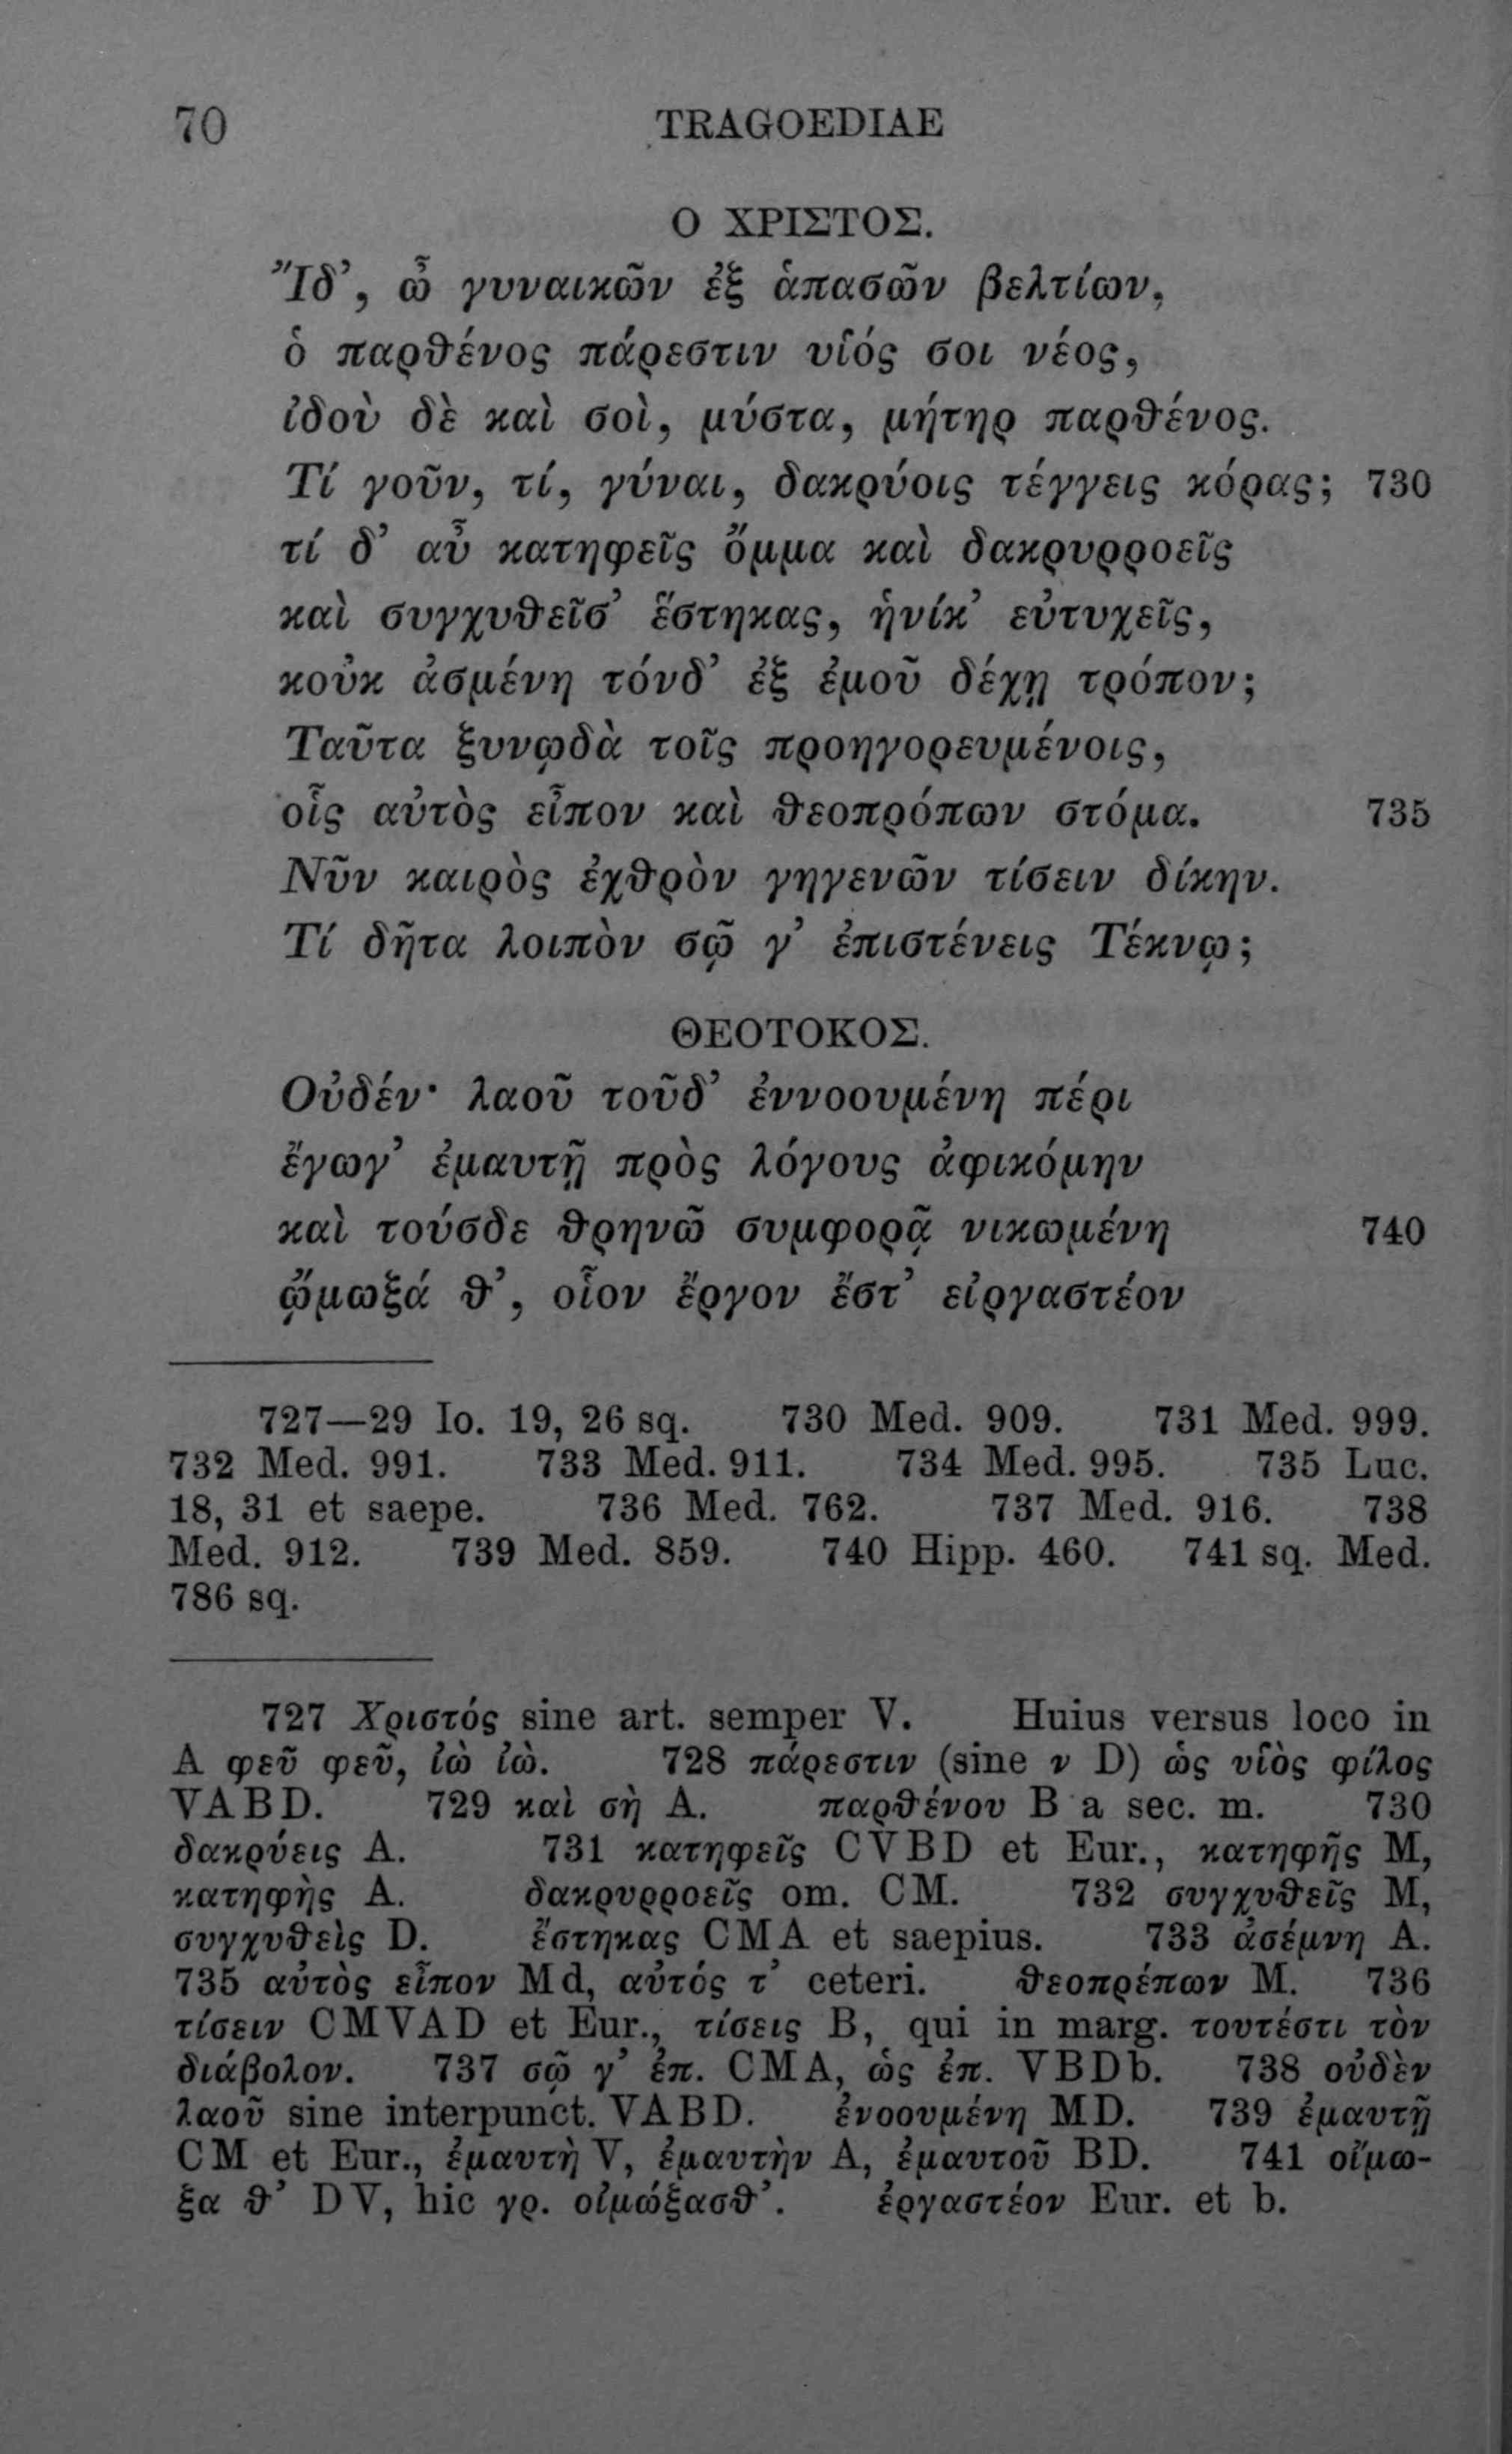 70
TRAGOEDIAE
Ο ΧΡΙΣΤΟΣ.
Ἴδ’, ὦ γυναικῶν ἐξ ἁπασῶν βελτίων,
ὁ παρθένος πάρεστιν υἱός σοι νέος,
ἰδοὺ δὲ καὶ σοὶ, μύστα, μήτηρ παρθένος.
Τί γοῦν, τί, γύναι, δακρύοις τέγγεις κόρας; 730
τί δ’ αὖ κατηφεῖς ὄμμα καὶ δακρυρροεῖς
καὶ συγχυθεῖσ’ ἕστηκας, ἡνίκ’ εὐτυχεῖς,
κοὐκ ἀσμένη τόνδ’ ἐξ ἐμοῦ δέχῃ τρόπον;
Ταῦτα ξυνῳδὰ τοῖς προηγορευμένοις,
οἷς αὐτὸς εἶπον καὶ θεοπρόπων στόμα. 735
Νῦν καιρὸς ἐχθρὸν γηγενῶν τίσειν δίκην.
Τί δῆτα λοιπὸν σῷ γ’ ἐπιστένεις Τέκνῳ;
ΘΕΟΤΟΚΟΣ.
Οὐδέν· λαοῦ τοῦδ’ ἐννοουμένη πέρι
ἔγωγ’ ἐμαυτῇ πρὸς λόγους ἀφικόμην
καὶ τούσδε θρηνῶ συμφορᾷ νικωμένη 740
ᾤμωξά θ’, οἷον ἔργον ἔστ’ εἰργαστέον
727—29 Io. 19, 26 sq. 730 Med. 909. 731 Med. 999.
732 Med. 991. 733 Med. 911. 734 Med. 995. 735 Luc.
18, 31 et saepe. 736 Med. 762. 737 Med. 916. 738
Med. 912. 739 Med. 859. 740 Hipp. 460. 741 sq. Med.
786 sq.
727 Χριστός sine art. semper V. Huius versus loco in
A φεῦ φεῦ, ἰὼ ἰώ. 728 πάρεστιν (sine ν D) ὡς υἱὸς φίλος
VABD. 729 καὶ σὴ A. παρθένου B a sec. m. 730
δακρύεις A. 731 κατηφεῖς CVBD et Eur., κατηφῆς M,
κατηφὴς A. δακρυρροεῖς om. CM. 732 συγχυθεῖς M,
συγχυθεὶς D. ἔστηκας CMA et saepius. 733 ἀσέμνη A.
735 αὐτὸς εἶπον Md, αὐτός τ’ ceteri. θεοπρέπων M. 736
τίσειν CMVAD et Eur., τίσεις B, qui in marg. τουτέστι τὸν
διάβολον. 737 σῷ γ’ ἐπ. CMA, ὡς ἐπ. VBDb. 738 οὐδὲν
λαοῦ sine interpunct. VABD. ἐνοουμένη MD. 739 ἐμαυτῇ
CM et Eur., ἐμαυτὴ V, ἐμαυτὴν A, ἐμαυτοῦ BD. 741 οἴμω-
ξα θ’ DV, hic γρ. οἰμώξασθ’. ἐργαστέον Eur. et b.